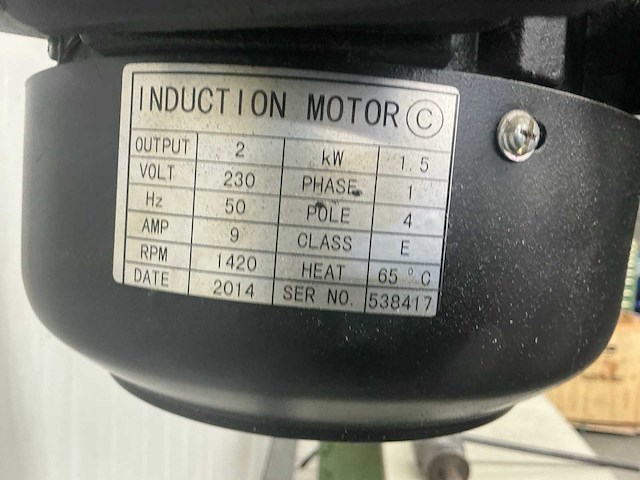 INDUCTION MOTOR C
OUTPUT 2 kW 1.5
VOLT 230 PHASE 1
Hz 50 POLE 4
AMP 9 CLASS E
RPM 1420 HEAT 65°C
DATE 2014 SER NO. 538417